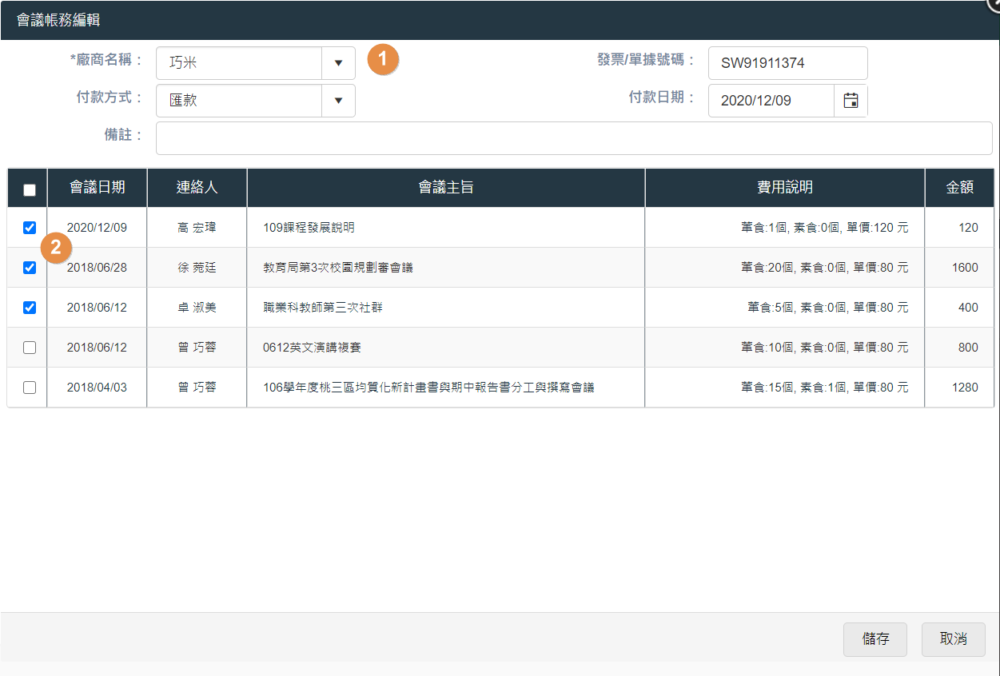 會議帳務編輯
*廠商名稱： 巧米 1 發票/單據號碼： SW91911374
付款方式： 匯款 付款日期： 2020/12/09
備註：
會議日期 連絡人 會議主旨 費用說明 金額
2020/12/09 高 宏瑋 109課程發展說明 葷食:1個, 素食:0個, 單價:120 元 120
2
2018/06/28 徐 菀廷 教育局第3次校園規劃審會議 葷食:20個, 素食:0個, 單價:80 元 1600
2018/06/12 卓 淑美 職業科教師第三次社群 葷食:5個, 素食:0個, 單價:80 元 400
2018/06/12 曾 巧蓉 0612英文演講複賽 葷食:10個, 素食:0個, 單價:80 元 800
2018/04/03 曾 巧蓉 106學年度桃三區均質化新計畫書與期中報告書分工與撰寫會議 葷食:15個, 素食:1個, 單價:80 元 1280
儲存 取消